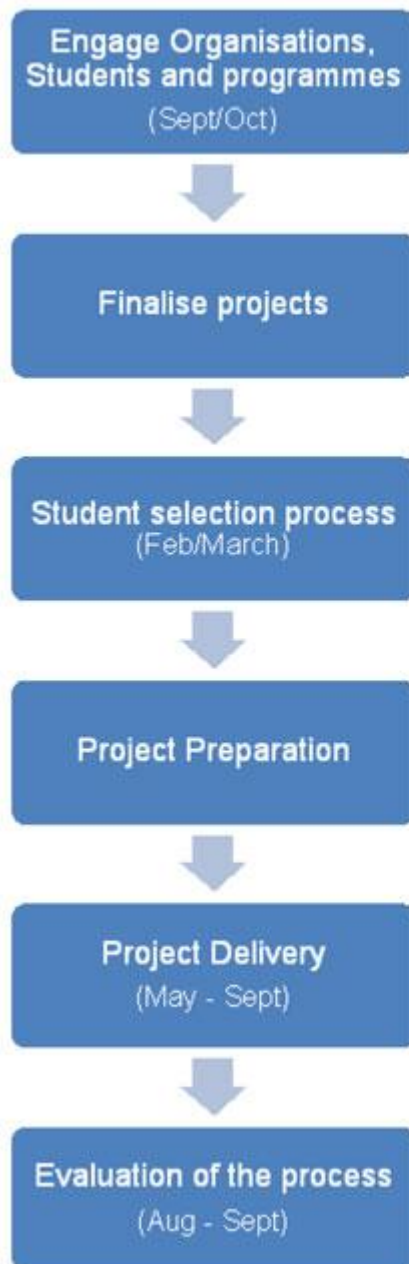 Engage Organisations,
Students and programmes
(Sept/Oct)
Finalise projects
Student selection process
(Feb/March)
Project Preparation
Project Delivery
(May - Sept)
Evaluation of the process
(Aug - Sept)